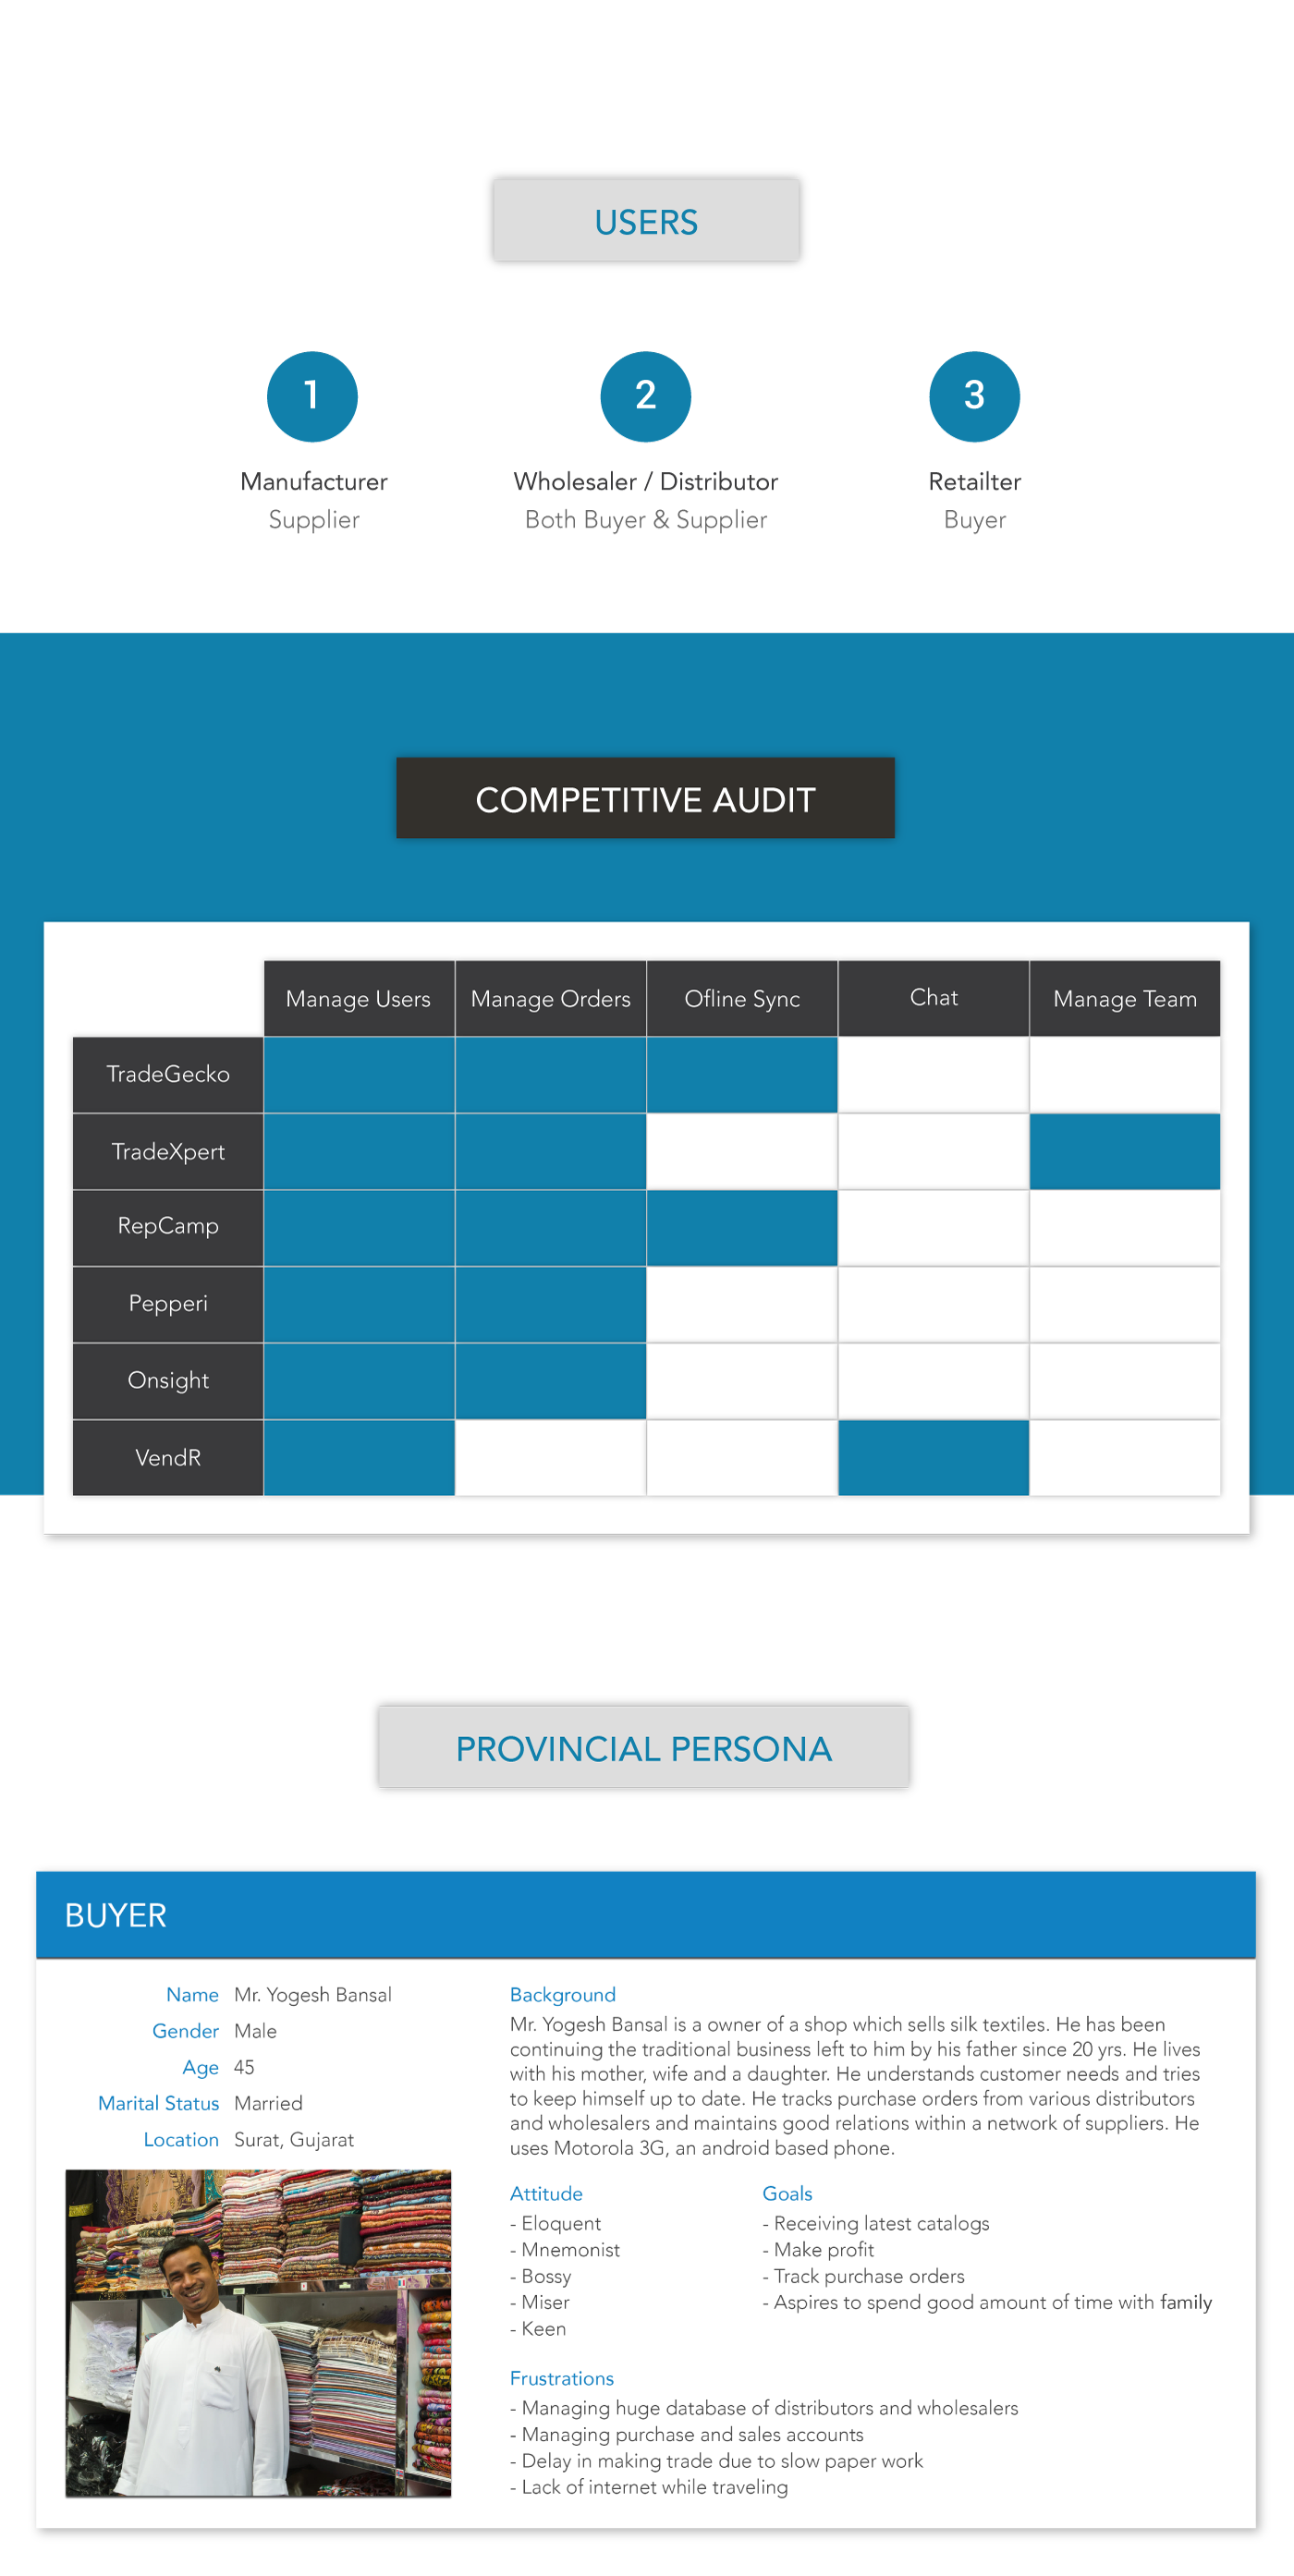 USERS
1
2
3
Manufacturer
Wholesaler / Distributor
Retailter
Supplier
Both Buyer & Supplier
Buyer
COMPETITIVE AUDIT
Manage Users
Manage Orders
Ofline Sync
Chat
Manage Team
TradeGecko
TradeXpert
RepCamp
Pepperi
Onsight
VendR
PROVINCIAL PERSONA
BUYER
Name Mr. Yogesh Bansal
Gender Male
Age 45
Marital Status Married
Location Surat, Gujarat
Background
Mr. Yogesh Bansal is a owner of a shop which sells silk textiles. He has been
continuing the traditional business left to him by his father since 20 yrs. He lives
with his mother, wife and a daughter. He understands customer needs and tries
to keep himself up to date. He tracks purchase orders from various distributors
and wholesalers and maintains good relations within a network of suppliers. He
uses Motorola 3G, an android based phone.
Attitude
- Eloquent
- Mnemonist
- Bossy
- Miser
- Keen
Goals
- Receiving latest catalogs
- Make profit
- Track purchase orders
- Aspires to spend good amount of time with family
Frustrations
- Managing huge database of distributors and wholesalers
- Managing purchase and sales accounts
- Delay in making trade due to slow paper work
- Lack of internet while traveling